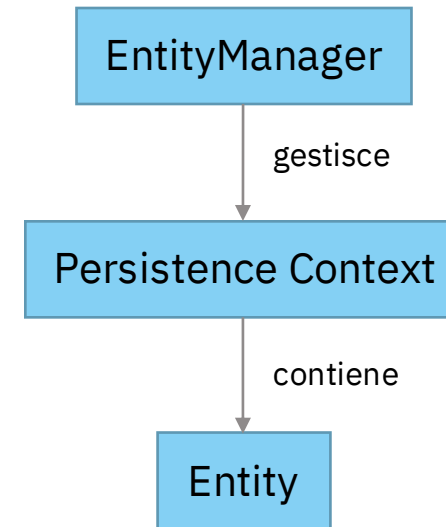 EntityManager
gestisce
Persistence Context
contiene
Entity